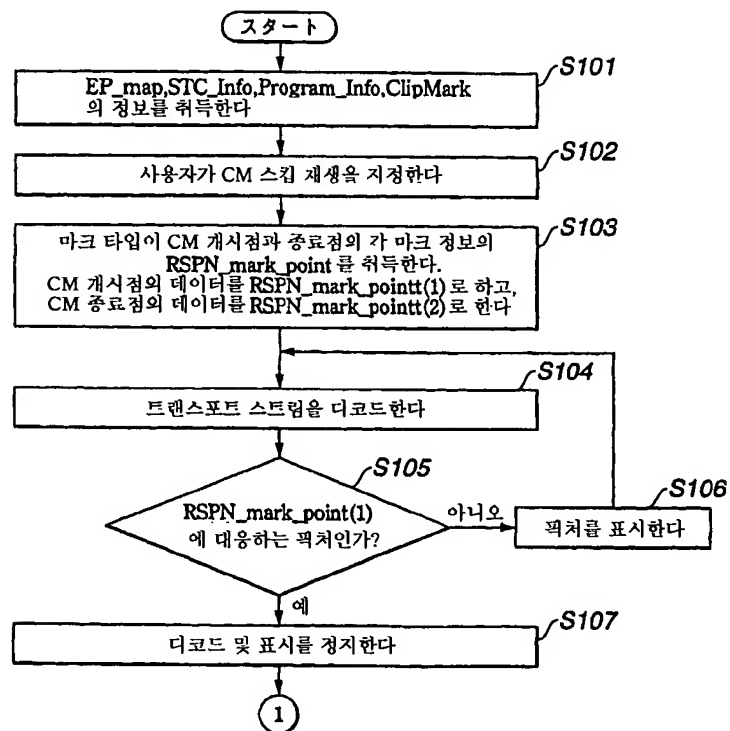 スタート
S101
EP_map,STC_Info,Program_Info,ClipMark
의 정보를 취득한다
S102
사용자가 CM 스킵 재생을 지정한다
S103
마크 타입이 CM 개시점과 종료점의 각 마크 정보의
RSPN_mark_point 를 취득한다.
CM 개시점의 데이터를 RSPN_mark_pointt(1) 로 하고,
CM 종료점의 데이터를 RSPN_mark_pointt(2) 로 한다
S104
트랜스포트 스트림을 디코드한다
S105
RSPN_mark_point(1)
에 대응하는 픽처인가?
아니오
S106
픽처를 표시한다
예
S107
디코드 및 표시를 정지한다
1